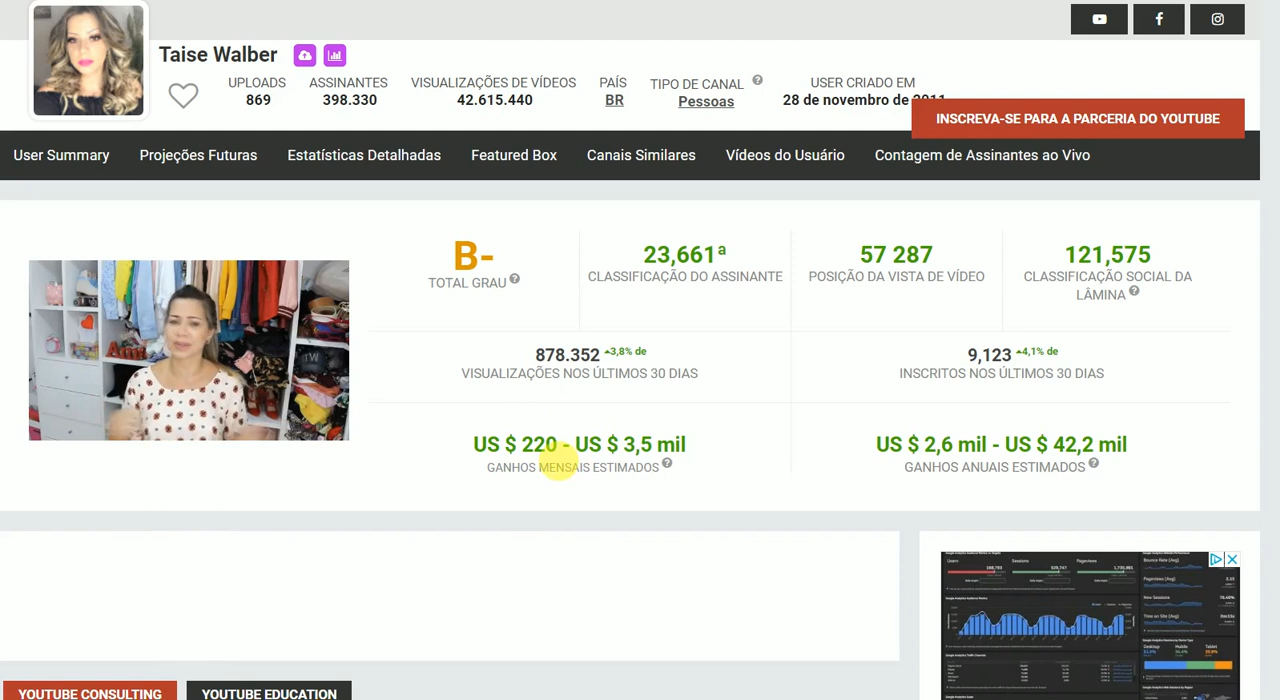 Taise Walber
UPLOADS
869
ASSINANTES
398.330
VISUALIZAÇÕES DE VÍDEOS
42.615.440
PAÍS
BR
TIPO DE CANAL
Pessoas
USER CRIADO EM
28 de novembro de 2011
INSCREVA-SE PARA A PARCERIA DO YOUTUBE
User Summary
Projeções Futuras
Estatísticas Detalhadas
Featured Box
Canais Similares
Vídeos do Usuário
Contagem de Assinantes ao Vivo
B-
TOTAL GRAU
23,661ª
CLASSIFICAÇÃO DO ASSINANTE
57 287
POSIÇÃO DA VISTA DE VÍDEO
121,575
CLASSIFICAÇÃO SOCIAL DA
LÂMINA
878.352 3,8% de
VISUALIZAÇÕES NOS ÚLTIMOS 30 DIAS
9,123 4,1% de
INSCRITOS NOS ÚLTIMOS 30 DIAS
US $ 220 - US $ 3,5 mil
GANHOS MENSAIS ESTIMADOS
US $ 2,6 mil - US $ 42,2 mil
GANHOS ANUAIS ESTIMADOS
YOUTUBE CONSULTING
YOUTUBE EDUCATION